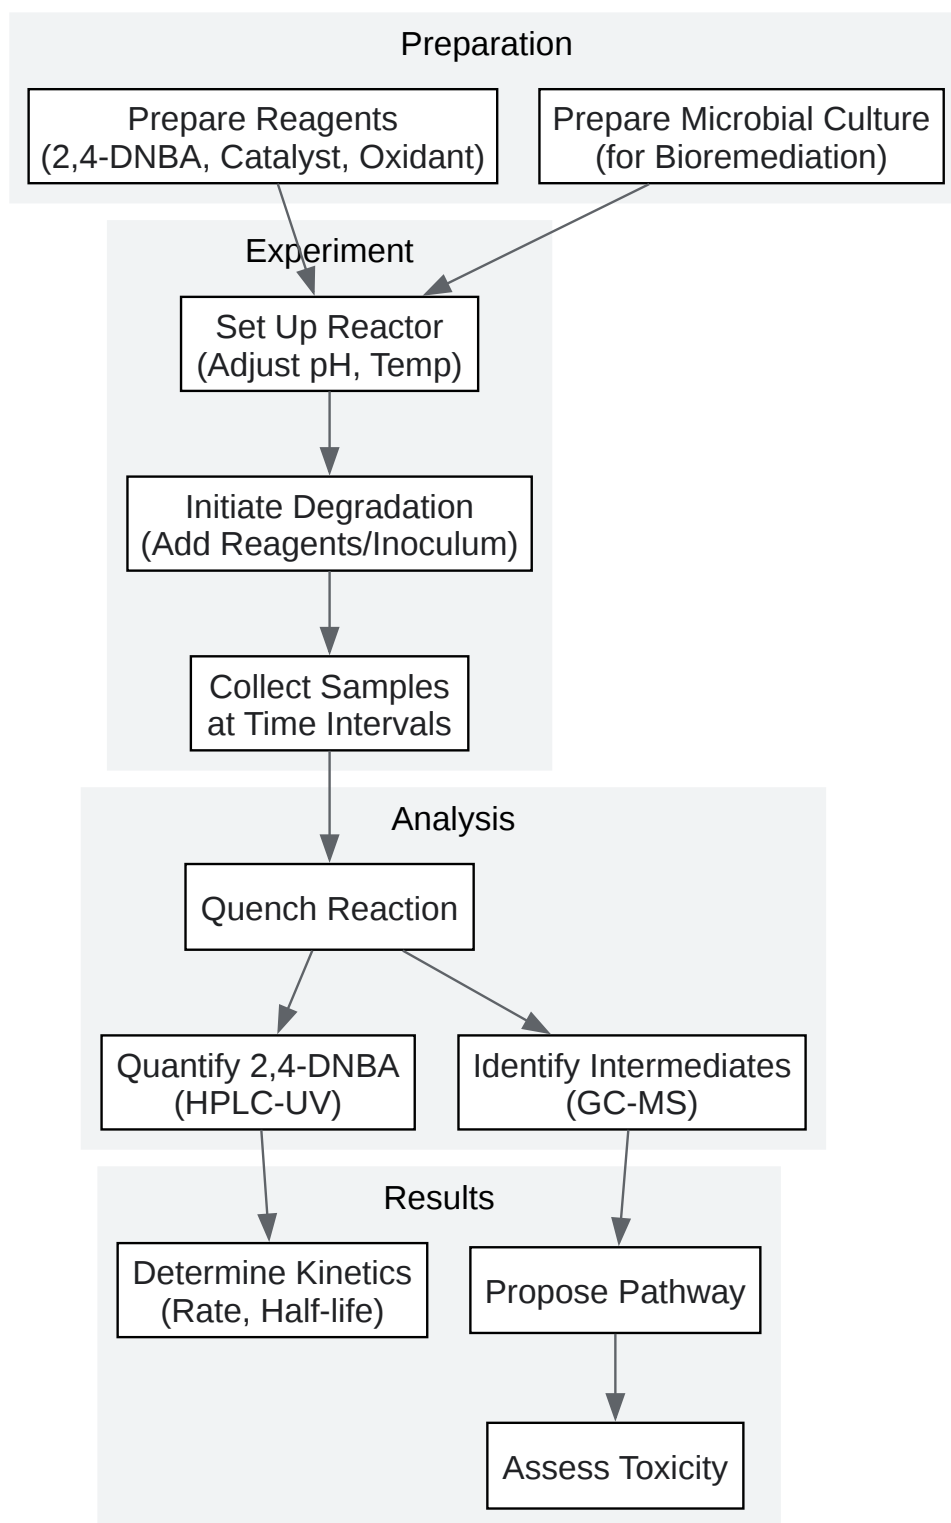 Preparation
Prepare Reagents
(2,4-DNBA, Catalyst, Oxidant)
Prepare Microbial Culture
(for Bioremediation)
Experiment
Set Up Reactor
(Adjust pH, Temp)
Initiate Degradation
(Add Reagents/Inoculum)
Collect Samples
at Time Intervals
Analysis
Quench Reaction
Quantify 2,4-DNBA
(HPLC-UV)
Identify Intermediates
(GC-MS)
Results
Determine Kinetics
(Rate, Half-life)
Propose Pathway
Assess Toxicity